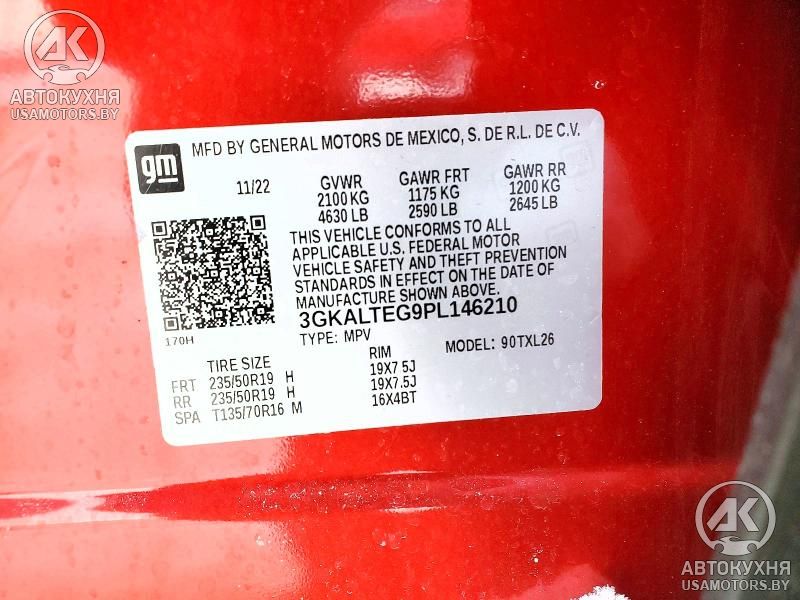 АК
АВТОКУХНЯ
USAMOTORS.BY
gm
MFD BY GENERAL MOTORS DE MEXICO, S. DE R.L. DE C.V.
11/22
GVWR GAWR FRT GAWR RR
2100 KG 1175 KG 1200 KG
4630 LB 2590 LB 2645 LB
THIS VEHICLE CONFORMS TO ALL
APPLICABLE U.S. FEDERAL MOTOR
VEHICLE SAFETY AND THEFT PREVENTION
STANDARDS IN EFFECT ON THE DATE OF
MANUFACTURE SHOWN ABOVE.
3GKALTEG9PL146210
170H
TYPE: MPV MODEL: 90TXL26
TIRE SIZE RIM
FRT 235/50R19 H 19X7.5J
RR 235/50R19 H 19X7.5J
SPA T135/70R16 M 16X4BT
АК
АВТОКУХНЯ
USAMOTORS.BY